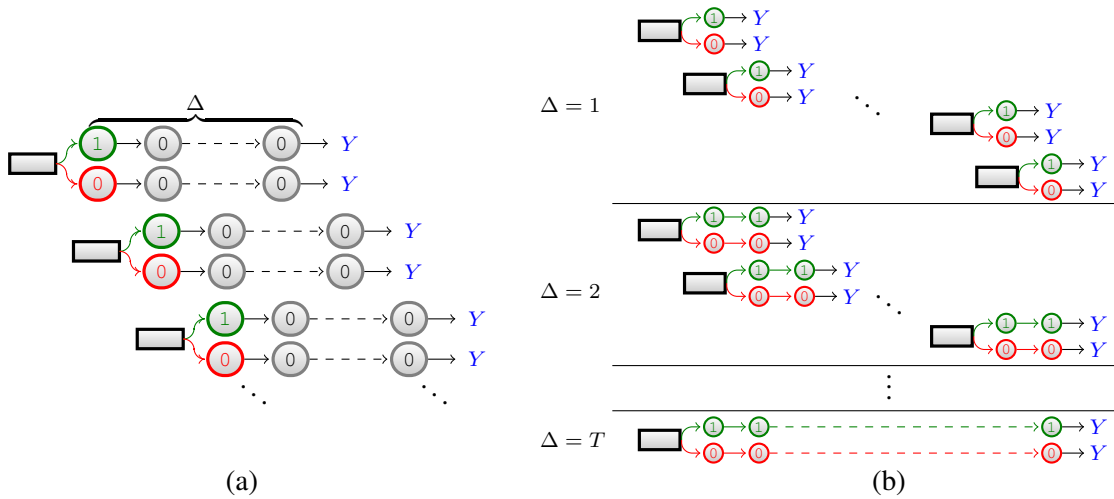 Δ
1 0 0 Y
0 0 0 Y
1 0 0 Y
0 0 0 Y
1 0 0 Y
0 0 0 Y
(a)
1 Y
0 Y
1 Y
0 Y
Δ = 1
1 Y
0 Y
1 Y
0 Y
1 1 Y
0 0 Y
1 1 Y
0 0 Y
Δ = 2
1 1 Y
0 0 Y
1 1 1 Y
Δ = T
0 0 0 Y
(b)